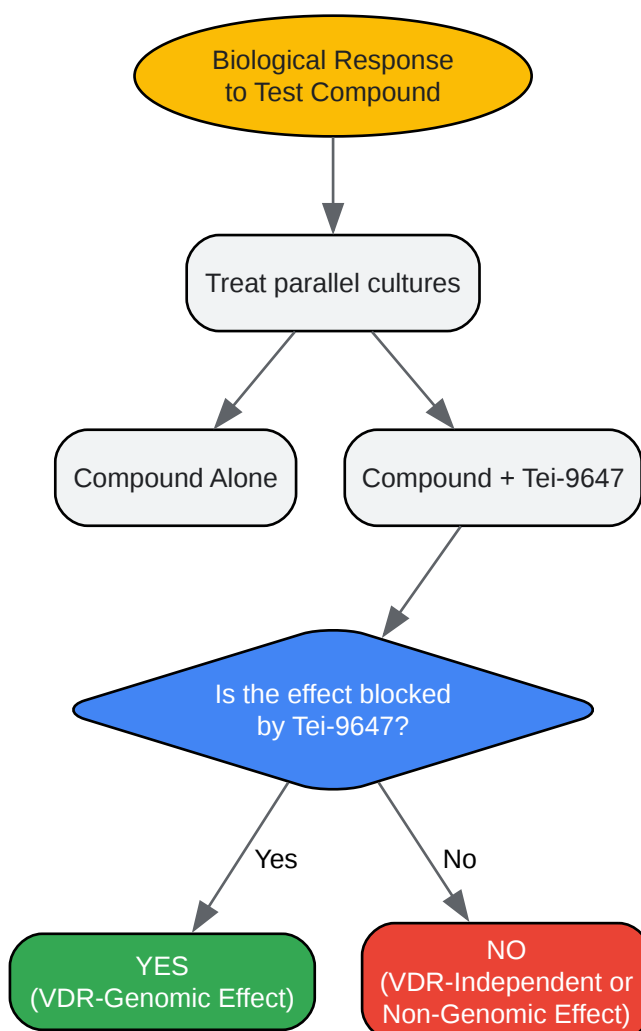 Biological Response
to Test Compound
Treat parallel cultures
Compound Alone
Compound + Tei-9647
Is the effect blocked
by Tei-9647?
Yes
No
YES
(VDR-Genomic Effect)
NO
(VDR-Independent or
Non-Genomic Effect)